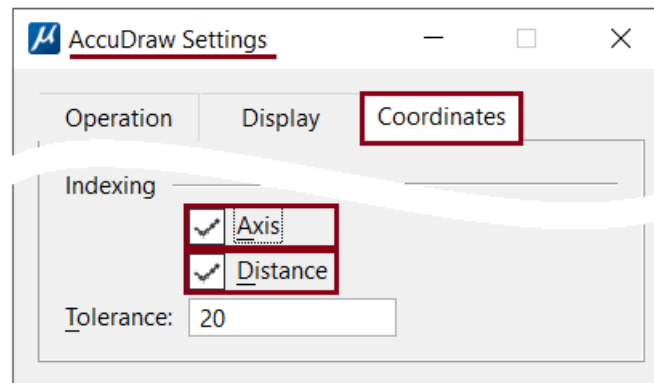 AccuDraw Settings
Operation Display Coordinates
Indexing
Axis
Distance
Tolerance: 20